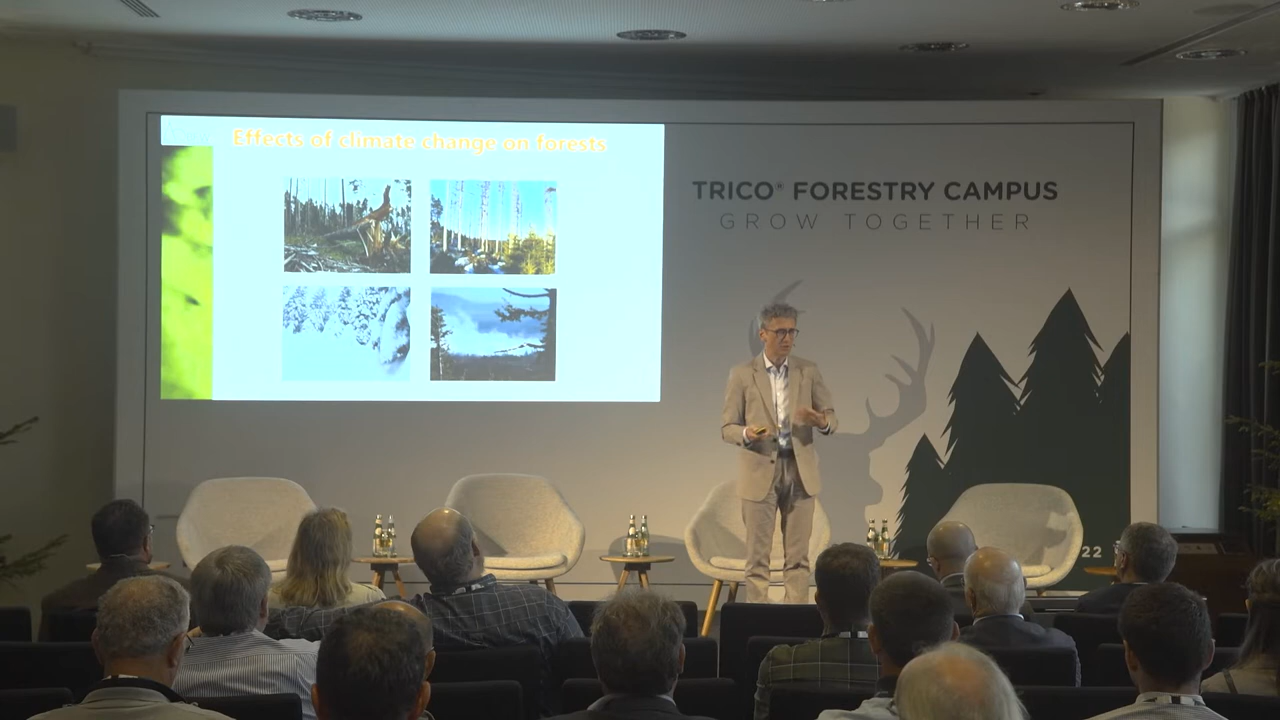 Effects of climate change on forests
TRICO® FORESTRY CAMPUS
GROW TOGETHER
22